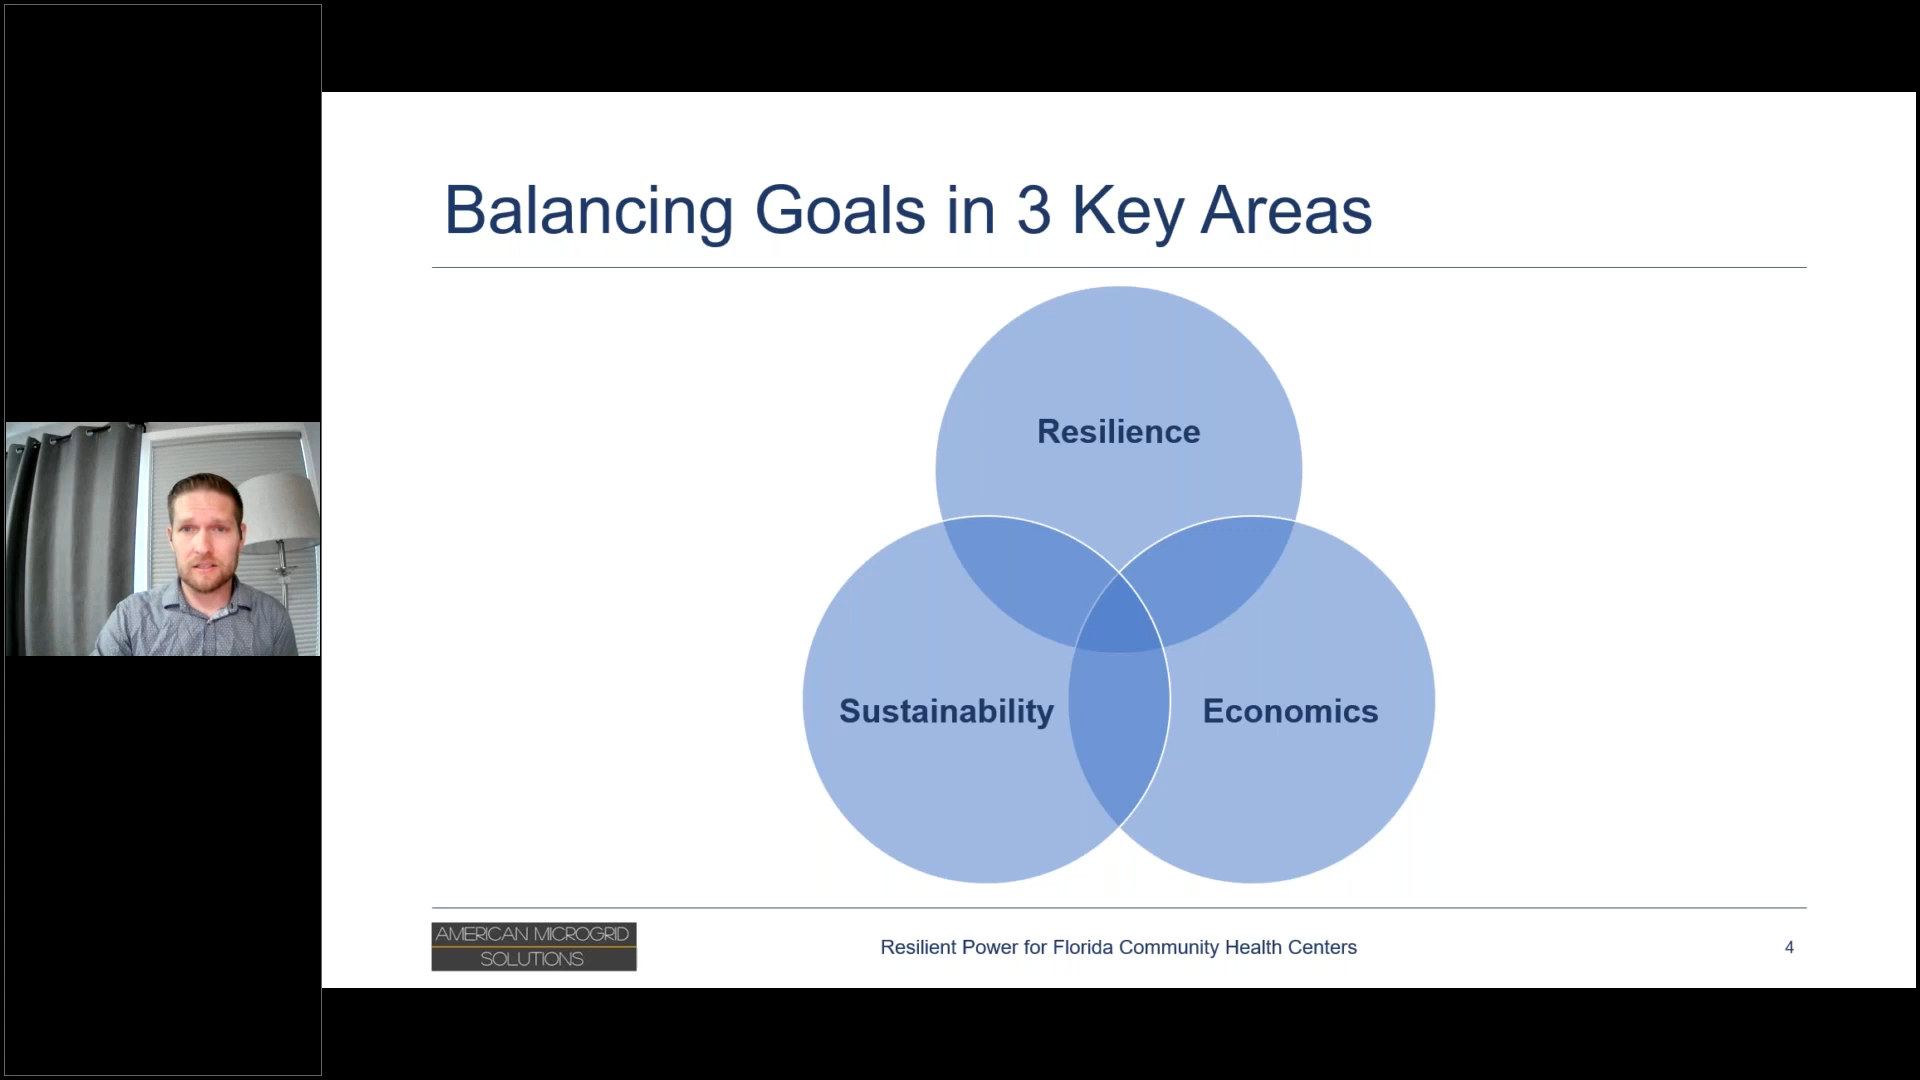 Balancing Goals in 3 Key Areas
Resilience
Sustainability
Economics
AMERICAN MICROGRID
SOLUTIONS
Resilient Power for Florida Community Health Centers
4